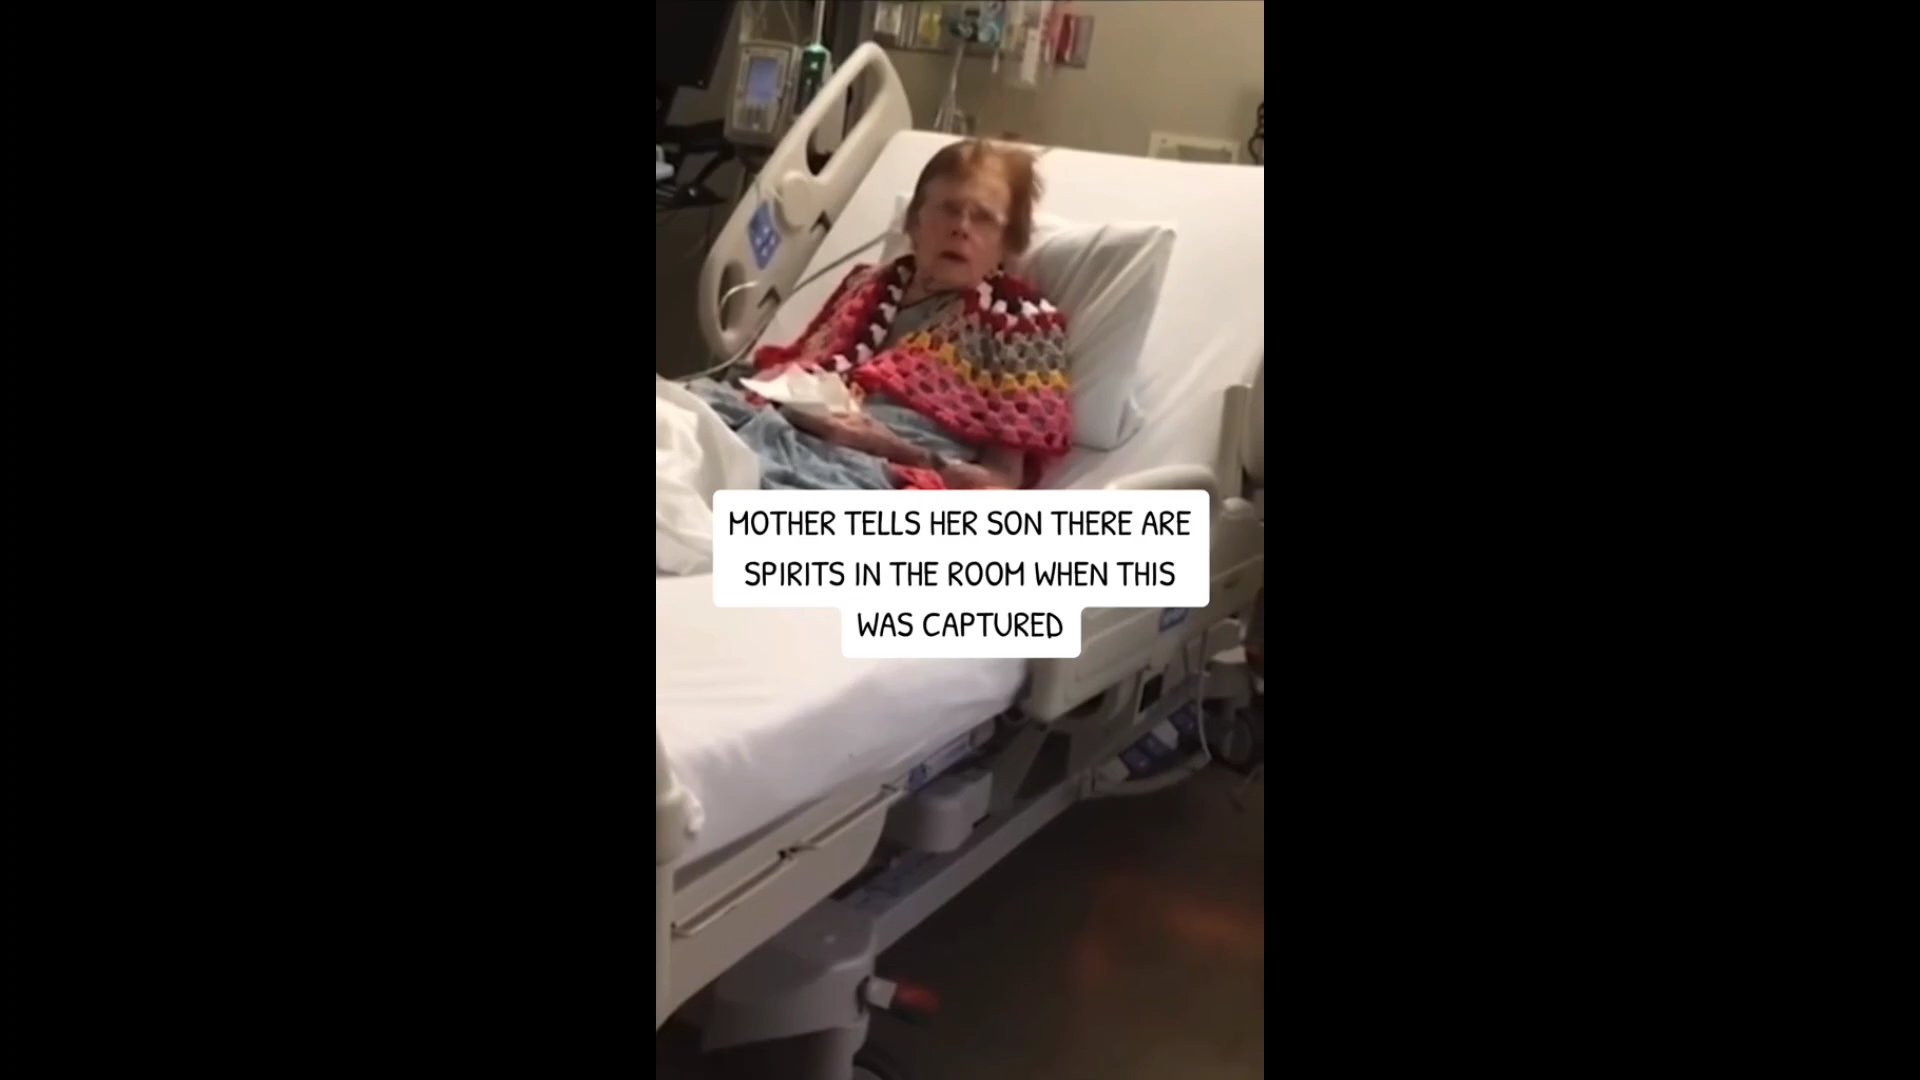 MOTHER TELLS HER SON THERE ARE
SPIRITS IN THE ROOM WHEN THIS
WAS CAPTURED